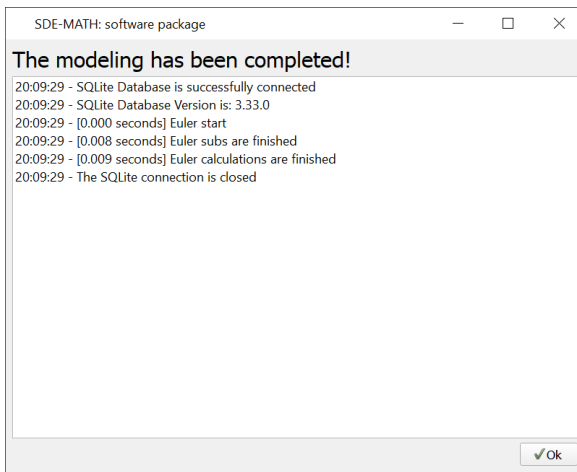 SDE-MATH: software package
The modeling has been completed!
20:09:29 - SQLite Database is successfully connected
20:09:29 - SQLite Database Version is: 3.33.0
20:09:29 - [0.000 seconds] Euler start
20:09:29 - [0.008 seconds] Euler subs are finished
20:09:29 - [0.009 seconds] Euler calculations are finished
20:09:29 - The SQLite connection is closed
Ok